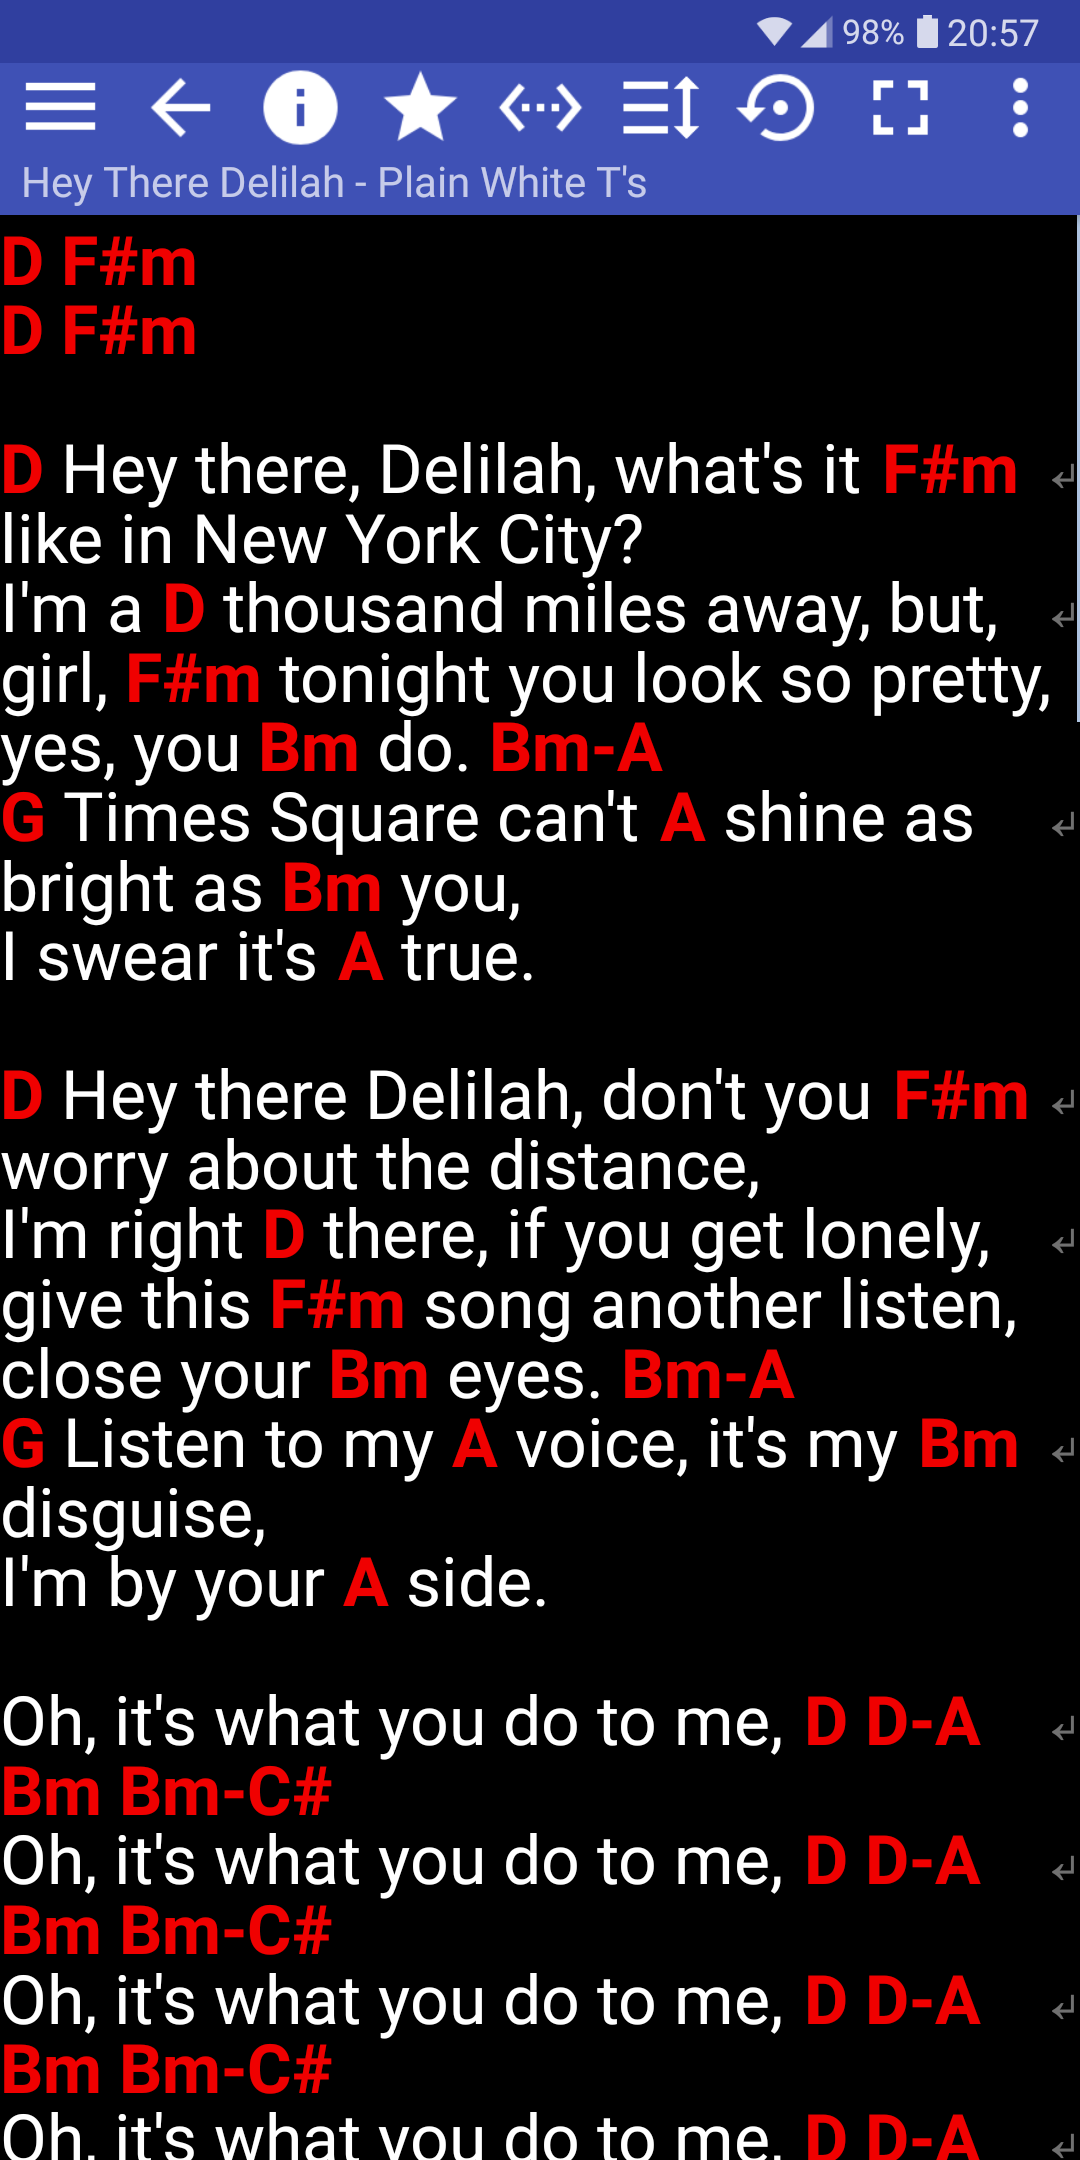 98% 20:57
Hey There Delilah - Plain White T's
D F#m
D F#m
D Hey there, Delilah, what's it F#m
like in New York City?
I'm a D thousand miles away, but,
girl, F#m tonight you look so pretty,
yes, you Bm do. Bm-A
G Times Square can't A shine as
bright as Bm you,
I swear it's A true.
D Hey there Delilah, don't you F#m
worry about the distance,
I'm right D there, if you get lonely,
give this F#m song another listen,
close your Bm eyes. Bm-A
G Listen to my A voice, it's my Bm
disguise,
I'm by your A side.
Oh, it's what you do to me, D D-A
Bm Bm-C#
Oh, it's what you do to me, D D-A
Bm Bm-C#
Oh, it's what you do to me, D D-A
Bm Bm-C#
Oh, it's what you do to me, D D-A